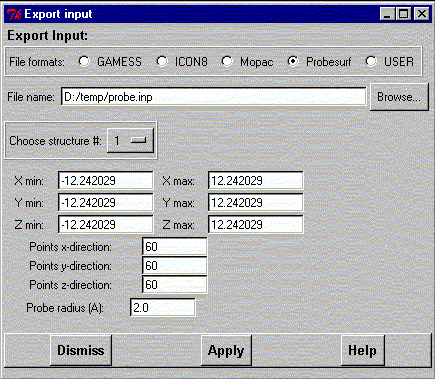 Export input
Export Input:
File formats: GAMESS ICON8 Mopac Probesurf USER
File name: D:/temp/probe.inp Browse...
Choose structure #: 1
X min: -12.242029 X max: 12.242029
Y min: -12.242029 Y max: 12.242029
Z min: -12.242029 Z max: 12.242029
Points x-direction: 60
Points y-direction: 60
Points z-direction: 60
Probe radius (A): 2.0
Dismiss Apply Help